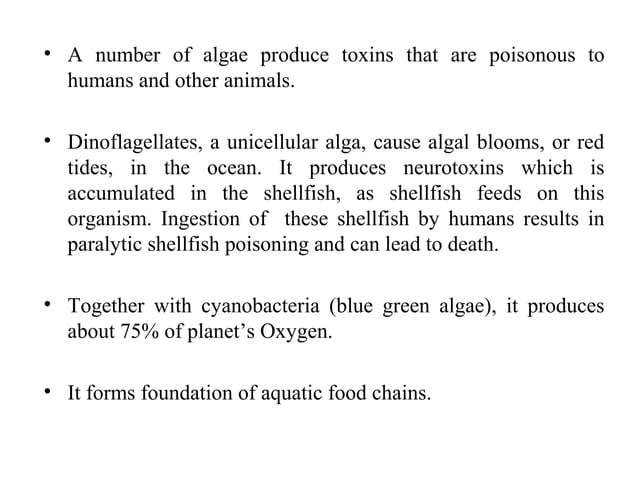 • A number of algae produce toxins that are poisonous to
humans and other animals.
• Dinoflagellates, a unicellular alga, cause algal blooms, or red
tides, in the ocean. It produces neurotoxins which is
accumulated in the shellfish, as shellfish feeds on this
organism. Ingestion of these shellfish by humans results in
paralytic shellfish poisoning and can lead to death.
• Together with cyanobacteria (blue green algae), it produces
about 75% of planet’s Oxygen.
• It forms foundation of aquatic food chains.